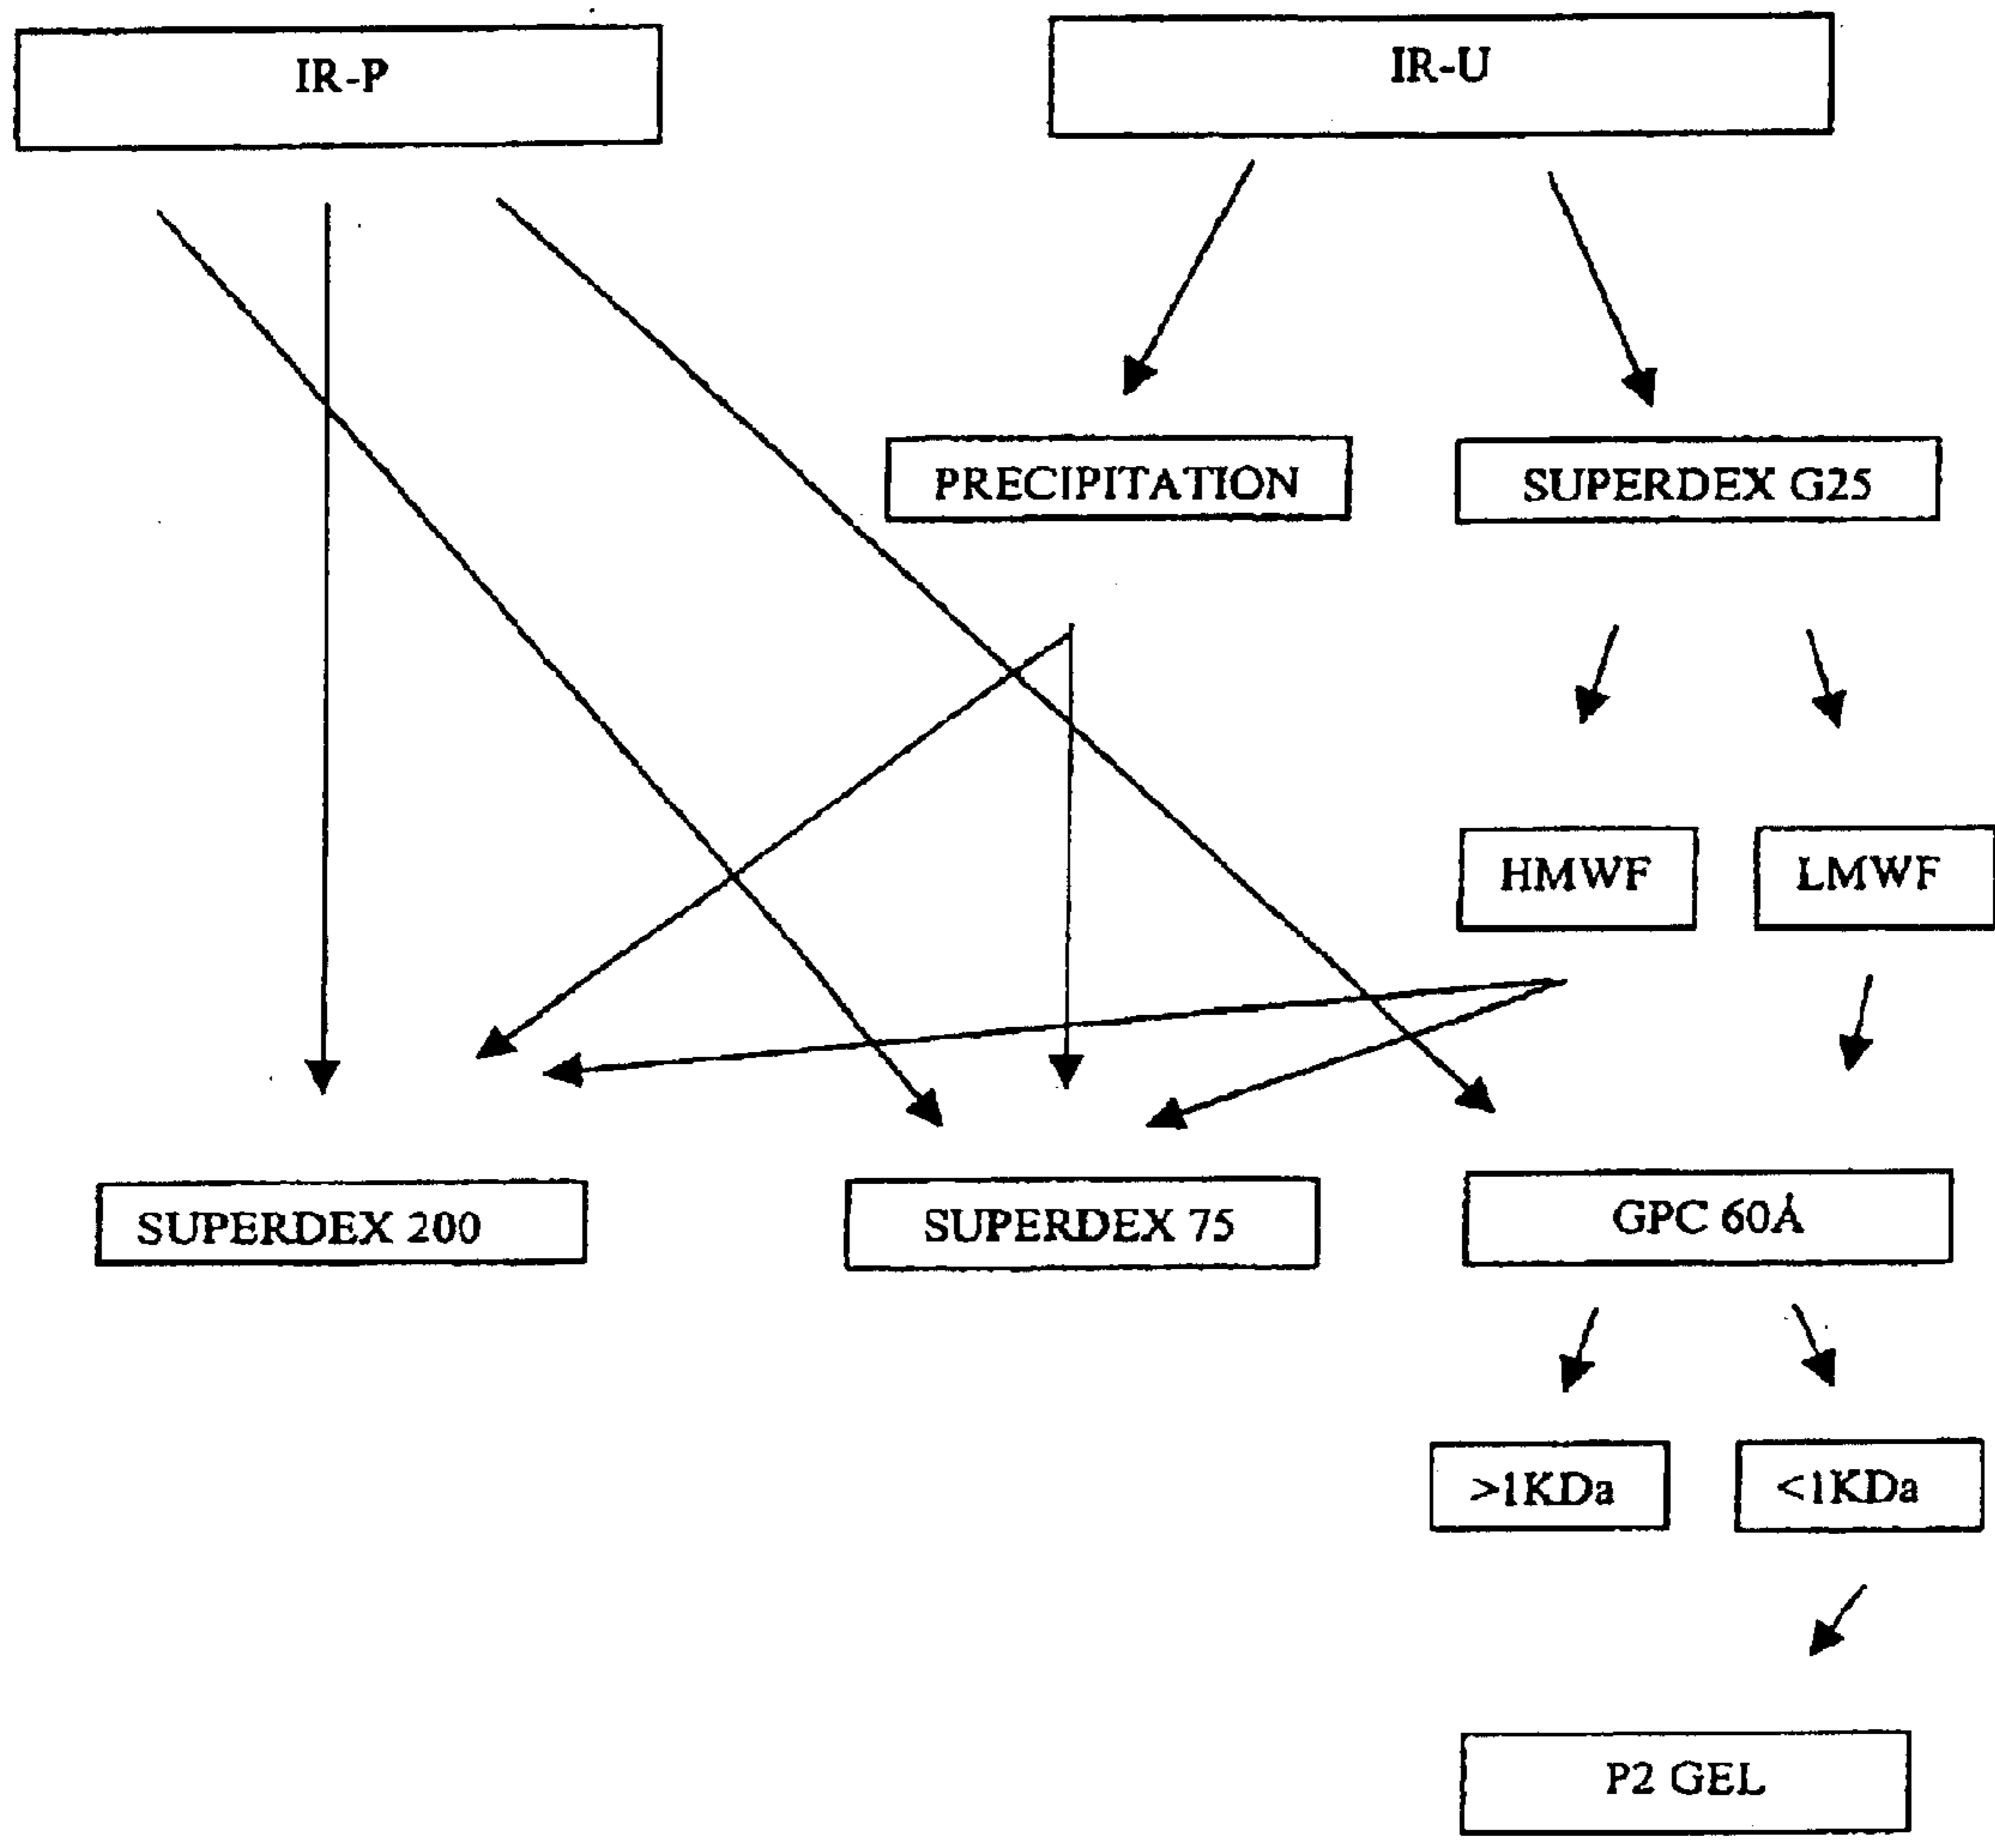 IR-P
IR-U
PRECIPITATION
SUPERDEX G25
HMWF
LMWF
SUPERDEX 200
SUPERDEX 75
GPC 60Å
>1KDa
<1KDa
P2 GEL